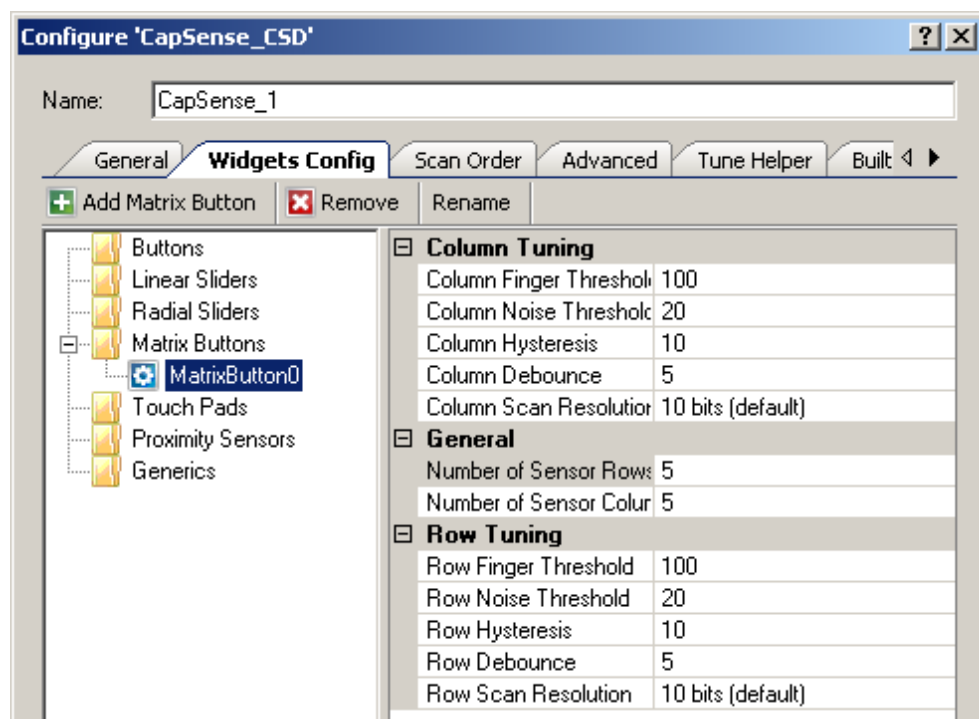 Configure 'CapSense_CSD'
Name: CapSense_1
General Widgets Config Scan Order Advanced Tune Helper Built
Add Matrix Button Remove Rename
Buttons
Linear Sliders
Radial Sliders
Matrix Buttons
MatrixButton0
Touch Pads
Proximity Sensors
Generics
Column Tuning
Column Finger Threshol 100
Column Noise Threshol 20
Column Hysteresis 10
Column Debounce 5
Column Scan Resolution 10 bits (default)
General
Number of Sensor Rows 5
Number of Sensor Colur 5
Row Tuning
Row Finger Threshold 100
Row Noise Threshold 20
Row Hysteresis 10
Row Debounce 5
Row Scan Resolution 10 bits (default)